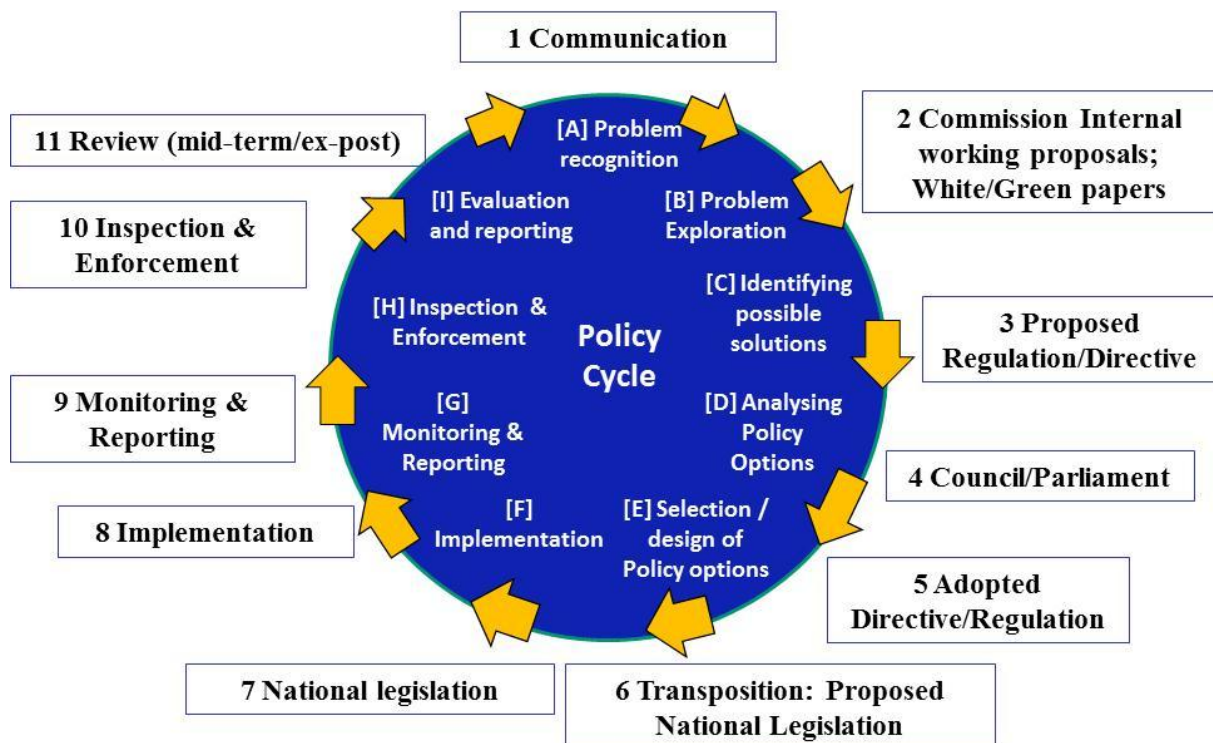 1 Communication
2 Commission Internal
working proposals;
White/Green papers
3 Proposed
Regulation/Directive
4 Council/Parliament
5 Adopted
Directive/Regulation
6 Transposition: Proposed
National Legislation
7 National legislation
8 Implementation
9 Monitoring &
Reporting
10 Inspection &
Enforcement
11 Review (mid-term/ex-post)
[A] Problem
recognition
[B] Problem
Exploration
[C] Identifying
possible
solutions
[D] Analysing
Policy
Options
[E] Selection /
design of
Policy options
[F]
Implementation
[G]
Monitoring &
Reporting
[H] Inspection &
Enforcement
[I] Evaluation
and reporting
Policy
Cycle